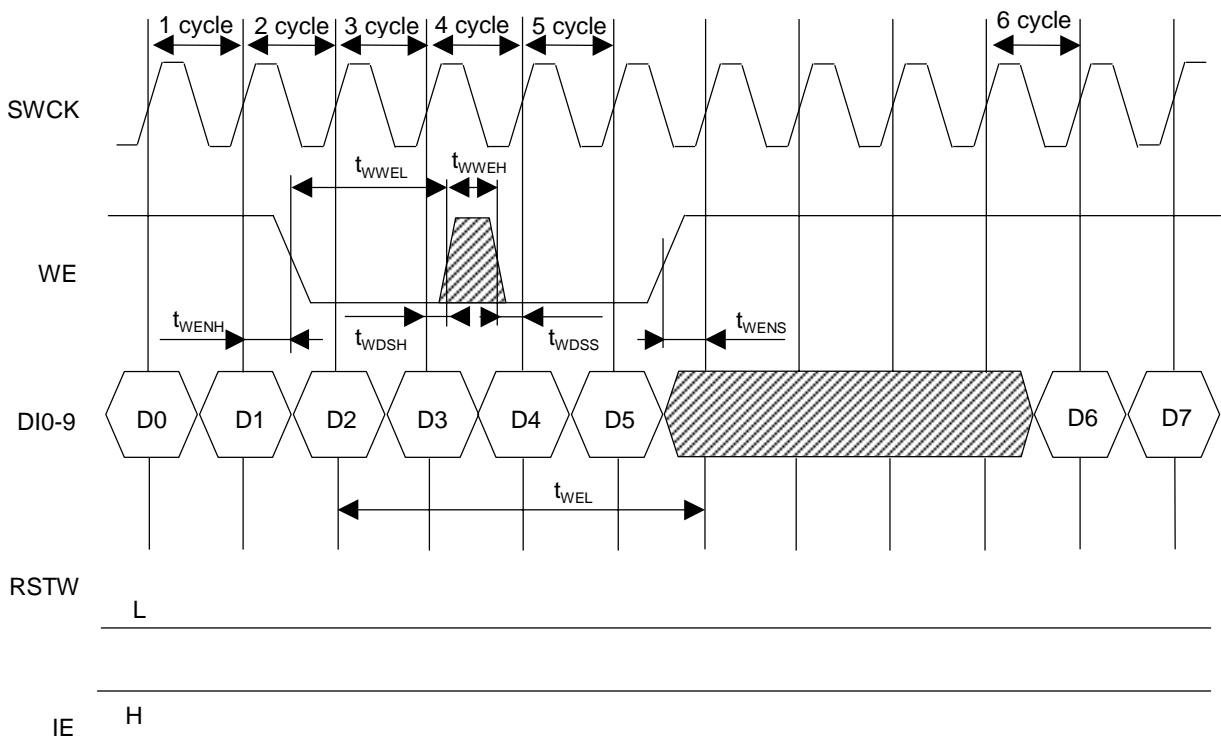 1 cycle 2 cycle 3 cycle 4 cycle 5 cycle 6 cycle
SWCK
tWWEL tWWEH
WE
tWENH tWDSH tWDSS tWENS
DI0-9 D0 D1 D2 D3 D4 D5 D6 D7
tWEL
RSTW
L
H
IE